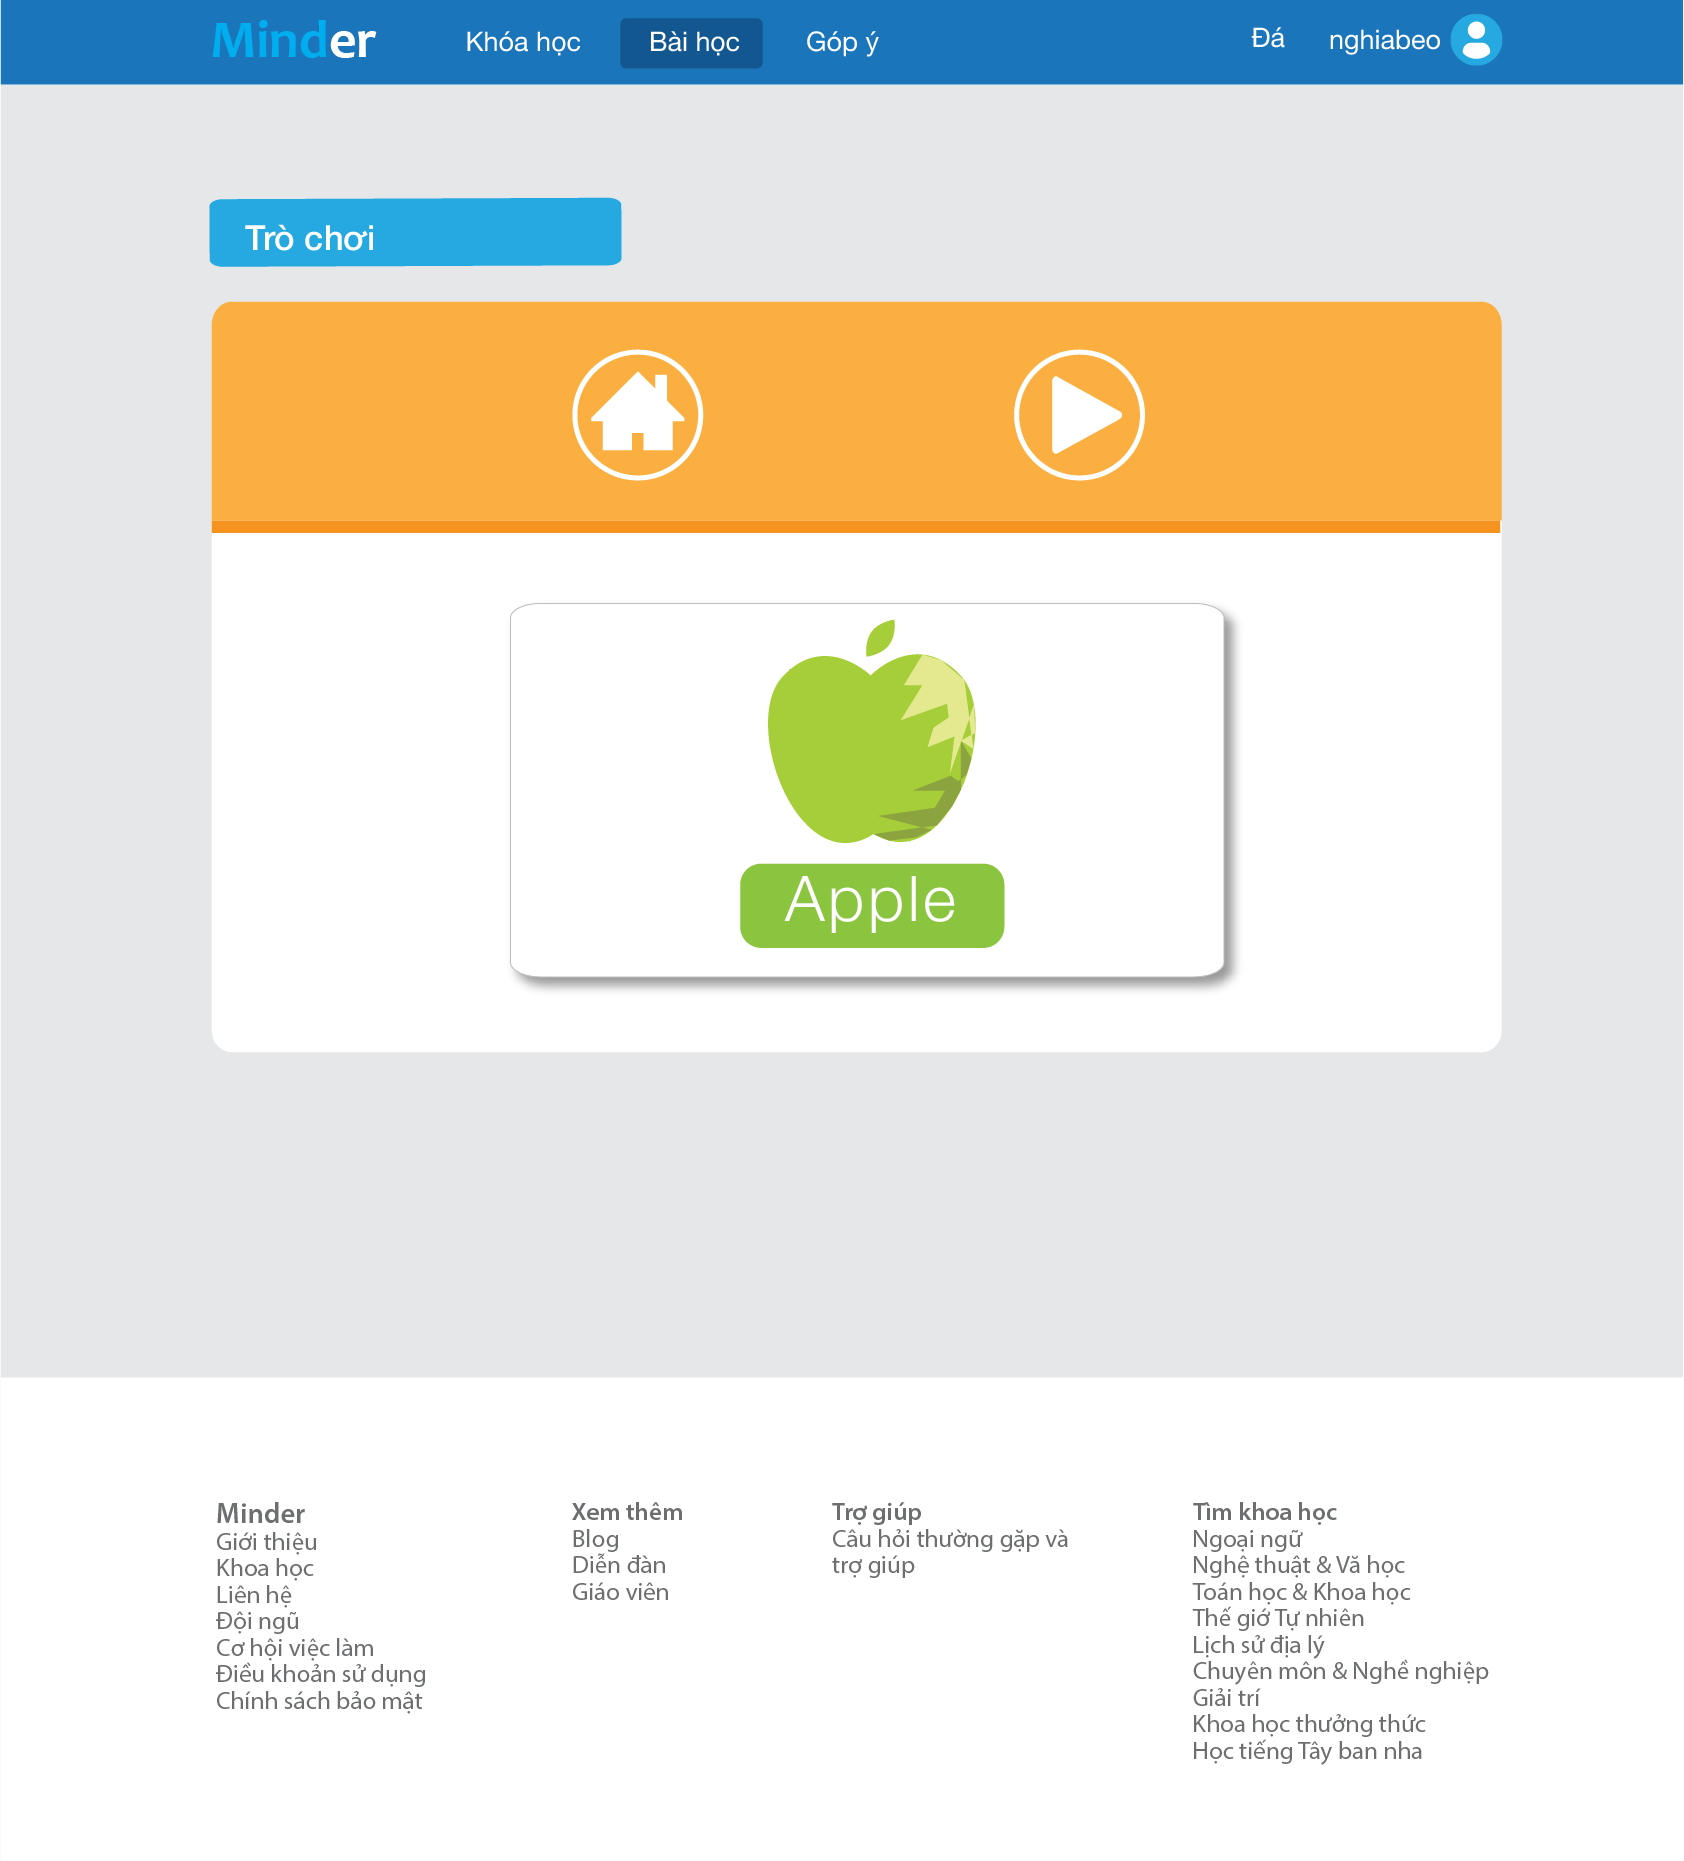 Minder
Khóa học
Bài học
Góp ý
Đá
nghiabeo
Trò chơi
Apple
Minder
Giới thiệu
Khoa học
Liên hệ
Đội ngũ
Cơ hội việc làm
Điều khoản sử dụng
Chính sách bảo mật
Xem thêm
Blog
Diễn đàn
Giáo viên
Trợ giúp
Câu hỏi thường gặp và
trợ giúp
Tìm khoa học
Ngoại ngữ
Nghệ thuật & Vă học
Toán học & Khoa học
Thế giớ Tự nhiên
Lịch sử địa lý
Chuyên môn & Nghề nghiệp
Giải trí
Khoa học thưởng thức
Học tiếng Tây ban nha